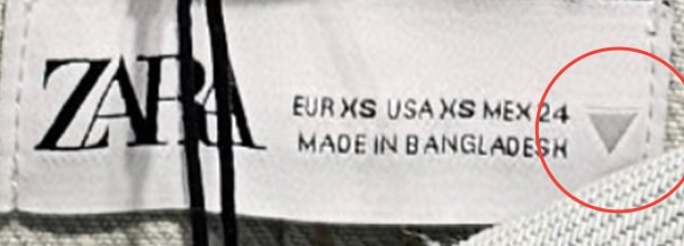 ZARA
EUR XS USA XS MEX 24
MADE IN BANGLADESH